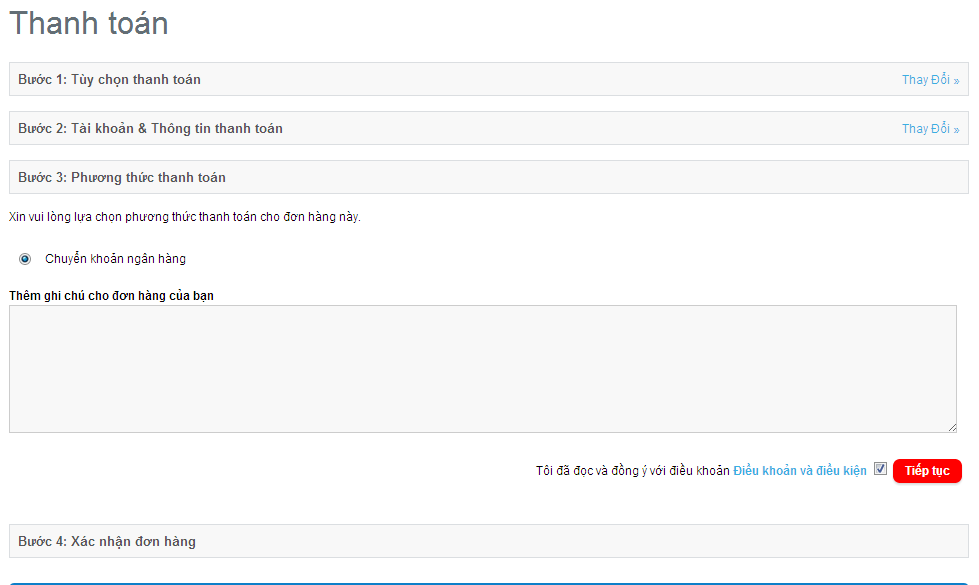 Thanh toán
Bước 1: Tùy chọn thanh toán
Thay Đổi »
Bước 2: Tài khoản & Thông tin thanh toán
Thay Đổi »
Bước 3: Phương thức thanh toán
Xin vui lòng lựa chọn phương thức thanh toán cho đơn hàng này.
Chuyển khoản ngân hàng
Thêm ghi chú cho đơn hàng của bạn
Tôi đã đọc và đồng ý với điều khoản Điều khoản và điều kiện
Tiếp tục
Bước 4: Xác nhận đơn hàng